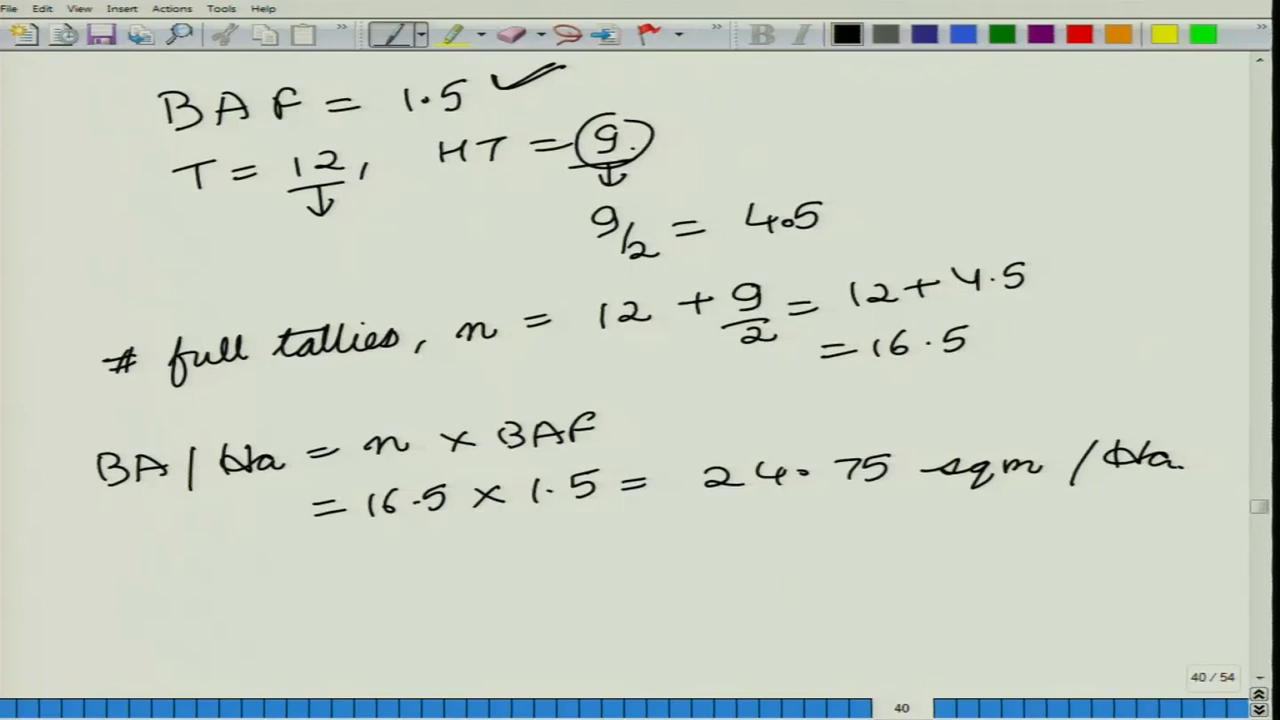 File Edit View Insert Actions Tools Help
BAF = 1.5 ✓
T = 12, HT = 9.
9/2 = 4.5
# full tallies, n = 12 + 9/2 = 12 + 4.5
= 16.5
BA/Ha = n × BAF
= 16.5 × 1.5 = 24.75 sqm/Ha.
40 / 54
40